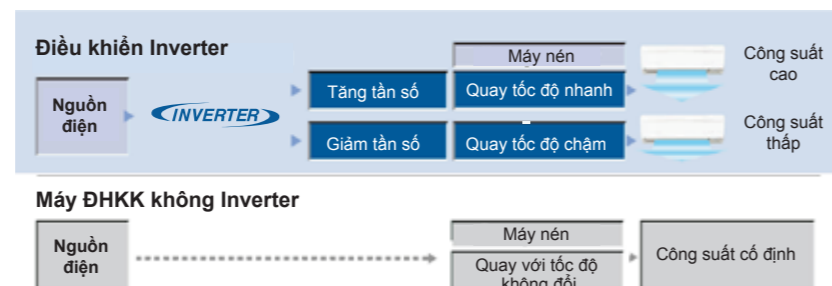 Điều khiển Inverter
Máy nén
Công suất
cao
Nguồn
điện
INVERTER
Tăng tần số
Quay tốc độ nhanh
Giảm tần số
Quay tốc độ chậm
Công suất
thấp
Máy ĐHKK không Inverter
Nguồn
điện
Máy nén
Quay với tốc độ
không đổi
Công suất cố định